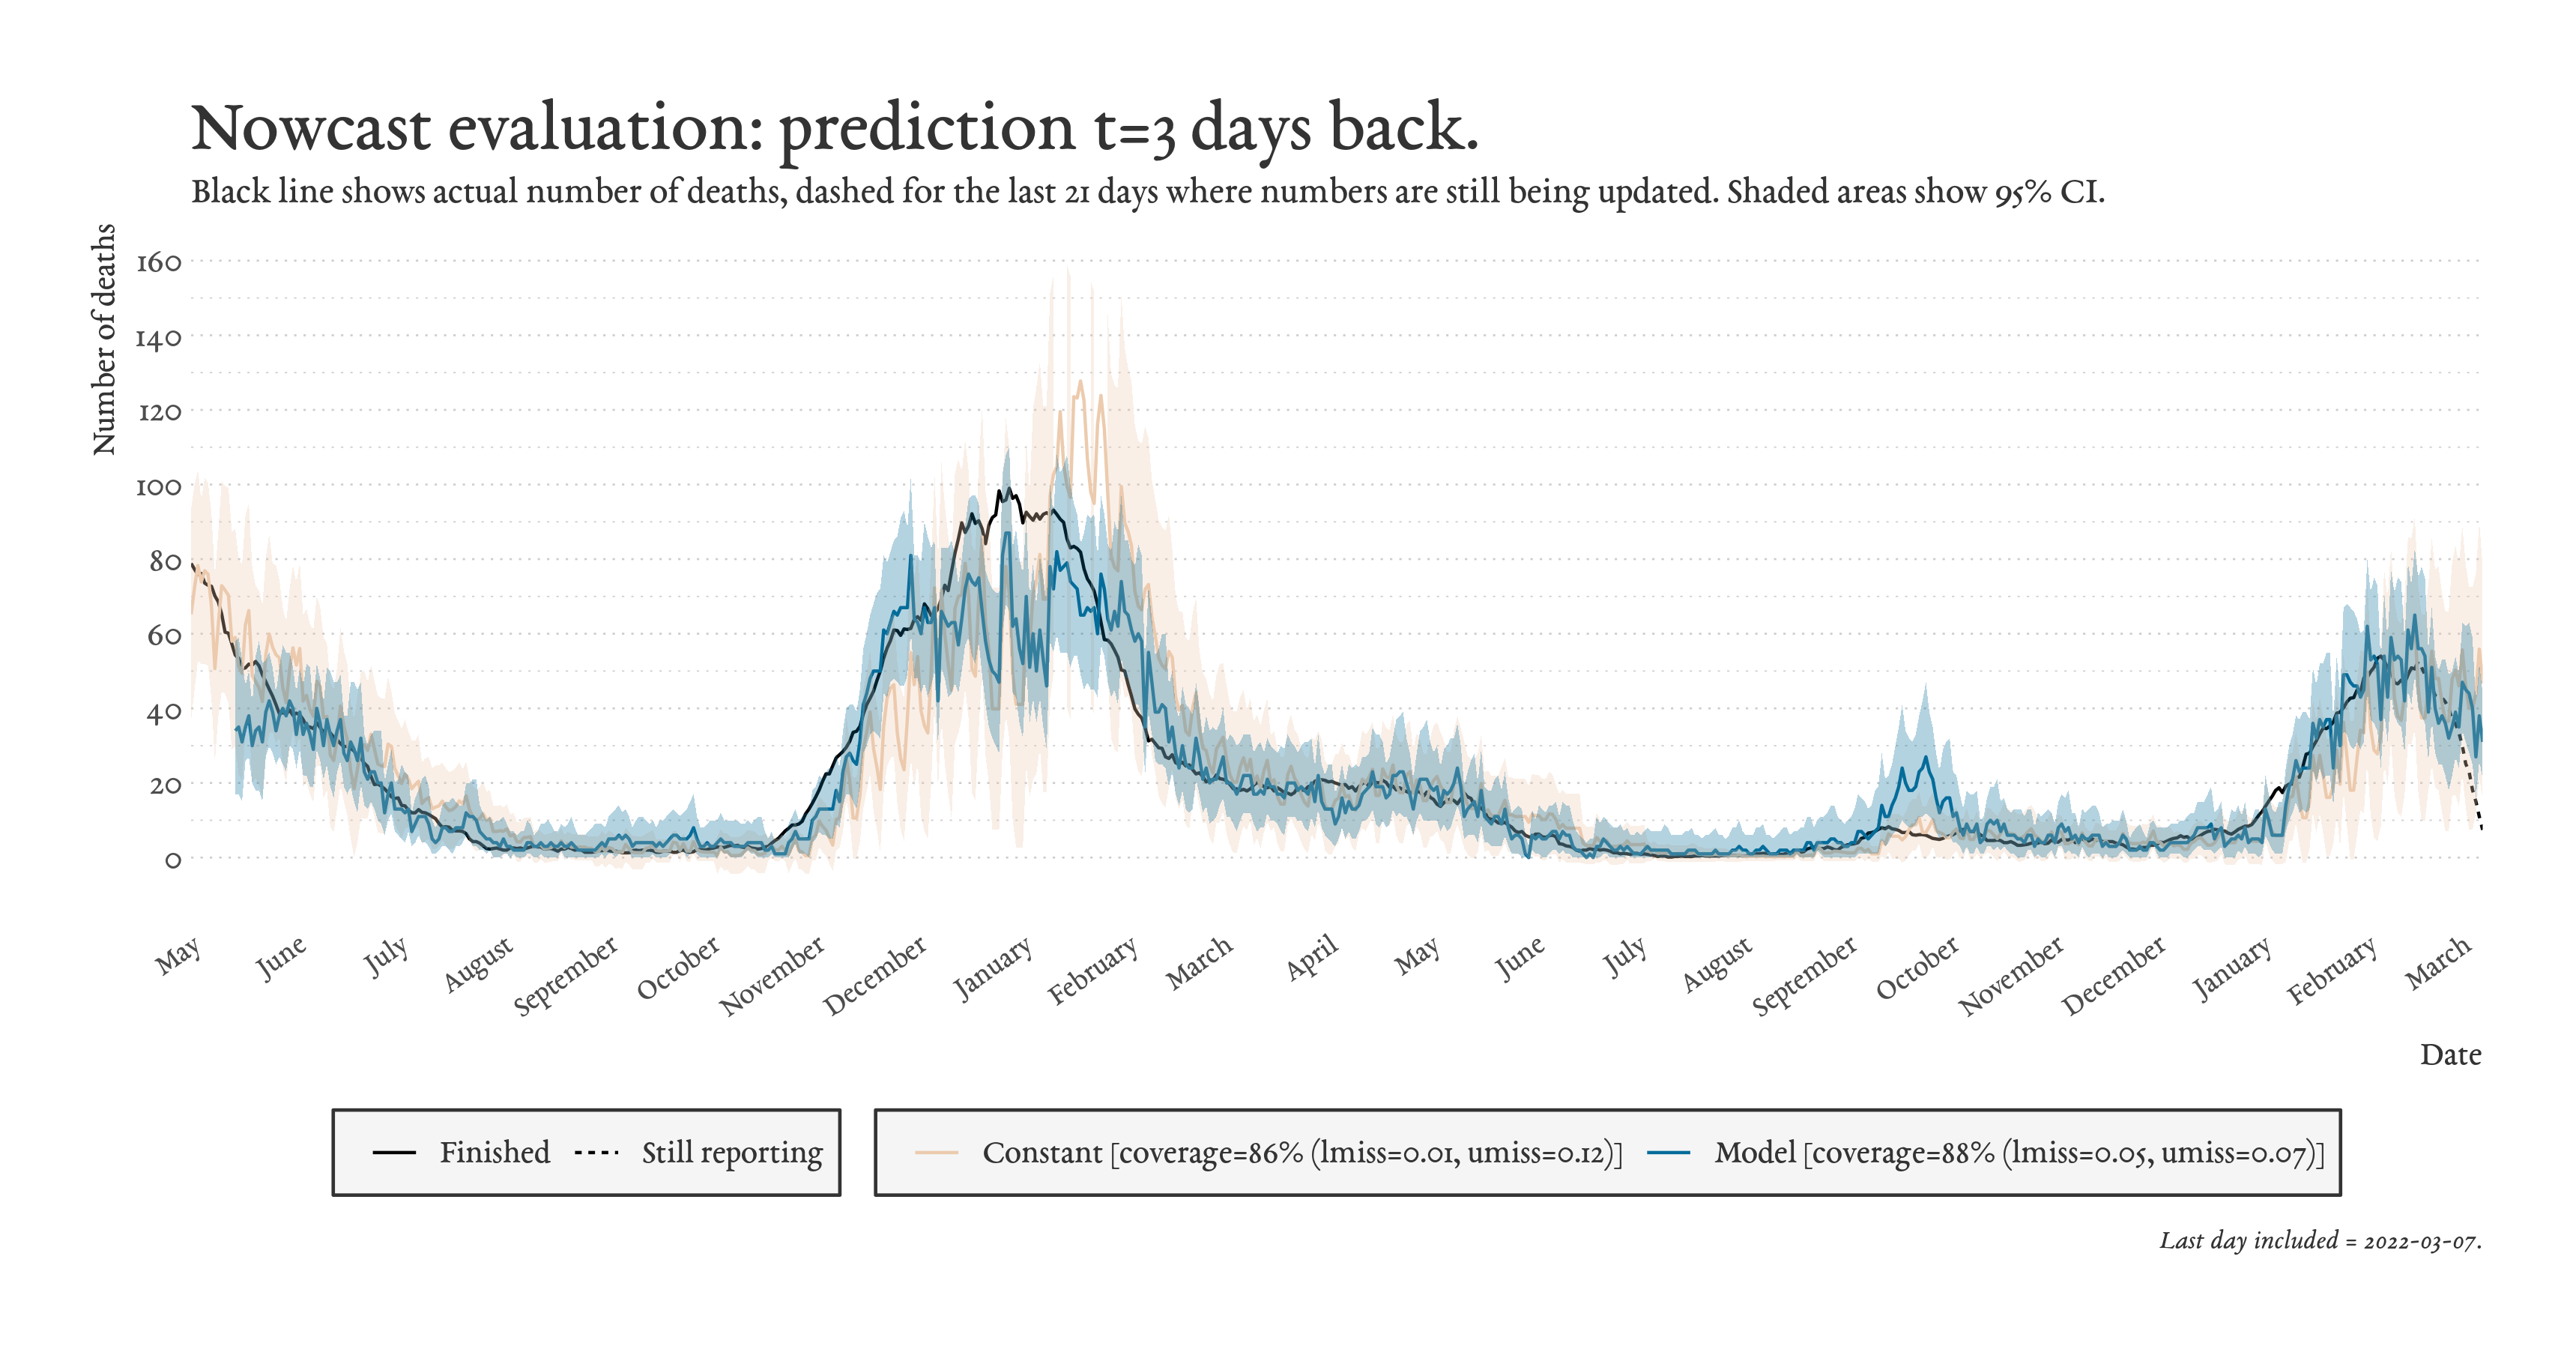 Nowcast evaluation: prediction t=3 days back.
Black line shows actual number of deaths, dashed for the last 21 days where numbers are still being updated. Shaded areas show 95% CI.
Number of deaths
160
140
120
100
80
60
40
20
0
May June July August September October November December January February March April May June July August September October November December January February March
Date
Finished Still reporting Constant [coverage=86% (lmiss=0.01, umiss=0.12)] Model [coverage=88% (lmiss=0.05, umiss=0.07)]
Last day included = 2022-03-07.